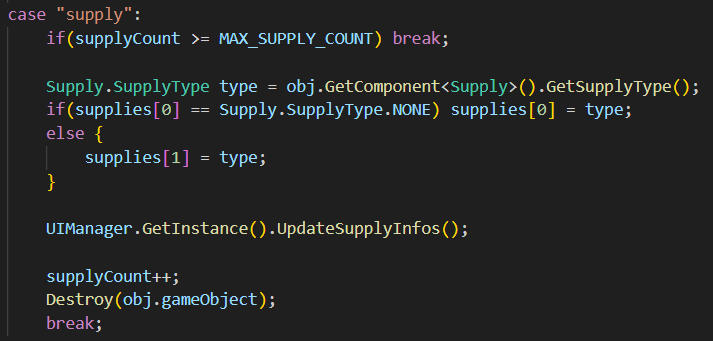 case "supply":
if(supplyCount >= MAX_SUPPLY_COUNT) break;
Supply.SupplyType type = obj.GetComponent<Supply>().GetSupplyType();
if(supplies[0] == Supply.SupplyType.NONE) supplies[0] = type;
else {
supplies[1] = type;
}
UIManager.GetInstance().UpdateSupplyInfos();
supplyCount++;
Destroy(obj.gameObject);
break;